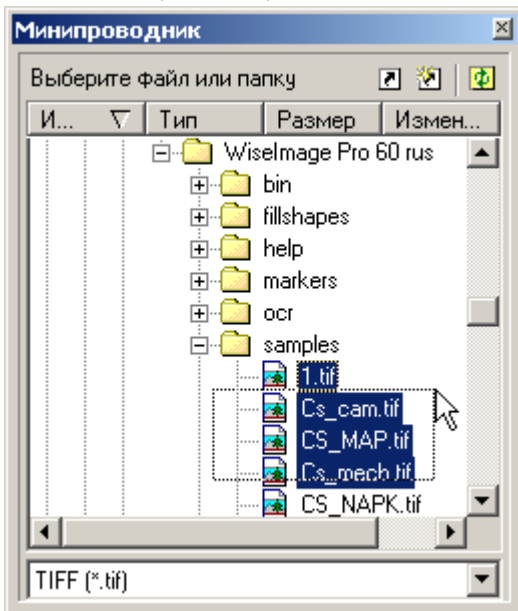 Минипроводник
Выберите файл или папку
И... Тип Размер Измен...
WiseImage Pro 60 rus
bin
fillshapes
help
markers
ocr
samples
1.tif
Cs_cam.tif
CS_MAP.tif
Cs_mech.tif
CS_NAPK.tif
TIFF (*.tif)